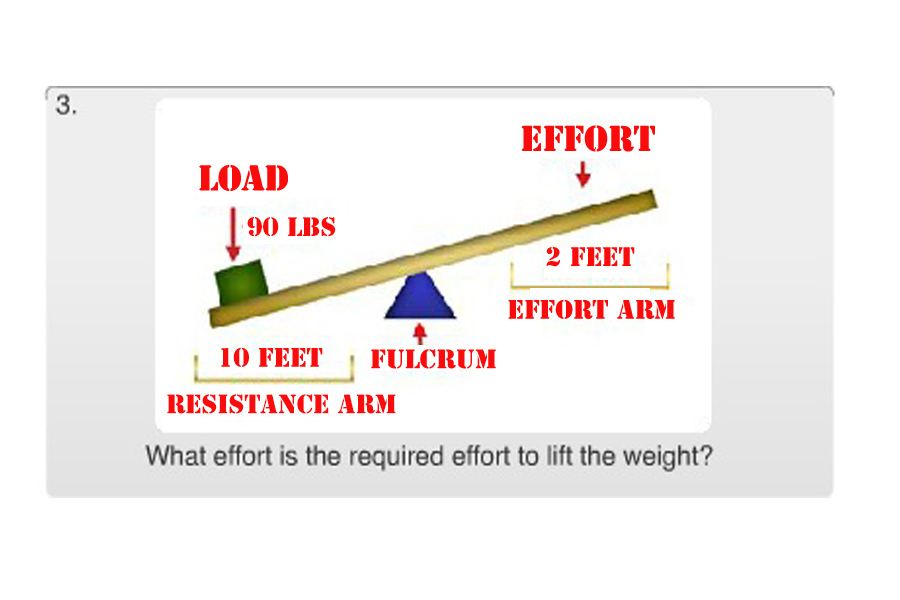 3.
EFFORT
LOAD
90 LBS
2 FEET
EFFORT ARM
10 FEET
FULCRUM
RESISTANCE ARM
What effort is the required effort to lift the weight?